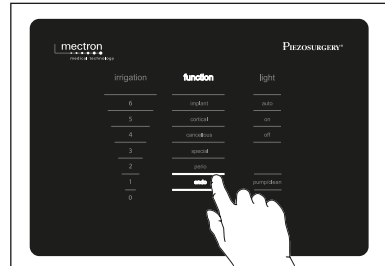 mectron
medical technology
PIEZOSURGERY®
irrigation function light
6 implant auto
5 cortical on
4 cancellous off
3 special
2 perio
1 endo pump/clean
0